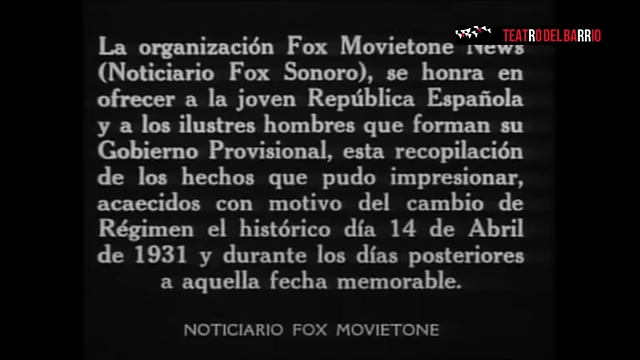 TEATRODELBARRIO
La organización Fox Movietone News
(Noticiario Fox Sonoro), se honra en
ofrecer a la joven República Española
y a los ilustres hombres que forman su
Gobierno Provisional, esta recopilación
de los hechos que pudo impresionar,
acaecidos con motivo del cambio de
Régimen el histórico día 14 de Abril
de 1931 y durante los días posteriores
a aquella fecha memorable.
NOTICIARIO FOX MOVIETONE